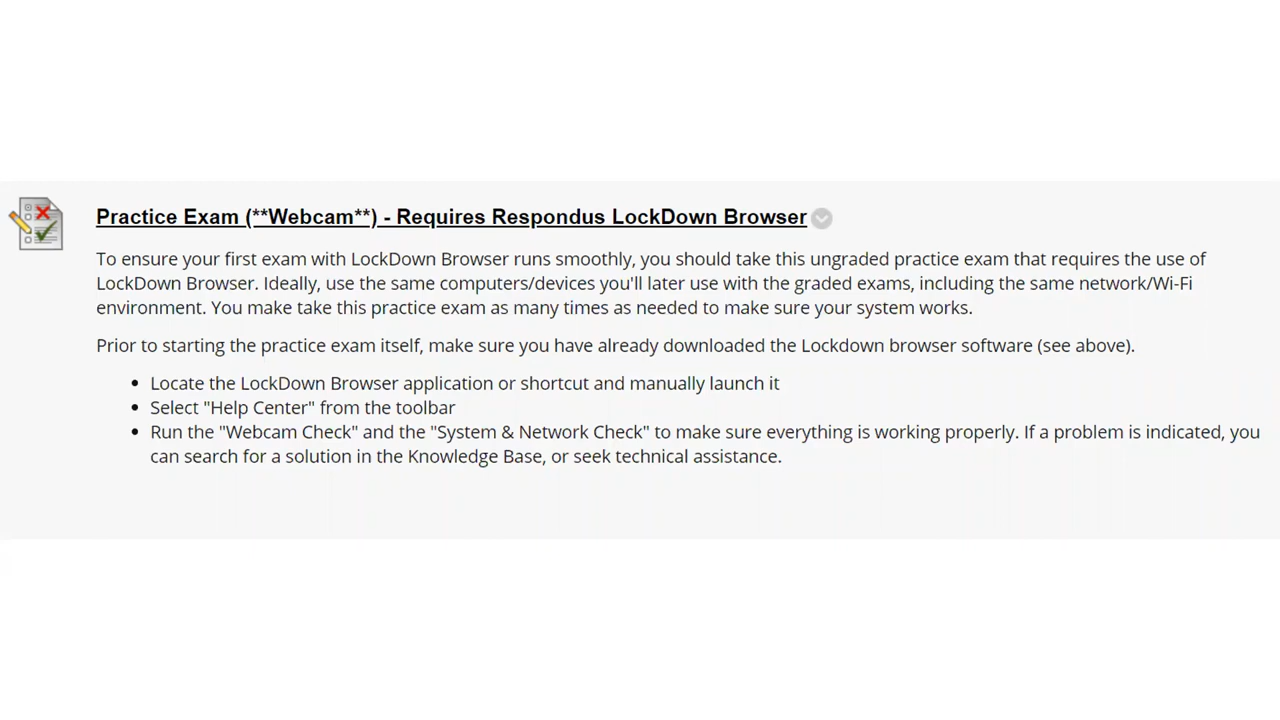 Practice Exam (**Webcam**) - Requires Respondus LockDown Browser
To ensure your first exam with LockDown Browser runs smoothly, you should take this ungraded practice exam that requires the use of
LockDown Browser. Ideally, use the same computers/devices you'll later use with the graded exams, including the same network/Wi-Fi
environment. You make take this practice exam as many times as needed to make sure your system works.
Prior to starting the practice exam itself, make sure you have already downloaded the Lockdown browser software (see above).
• Locate the LockDown Browser application or shortcut and manually launch it
• Select "Help Center" from the toolbar
• Run the "Webcam Check" and the "System & Network Check" to make sure everything is working properly. If a problem is indicated, you
can search for a solution in the Knowledge Base, or seek technical assistance.